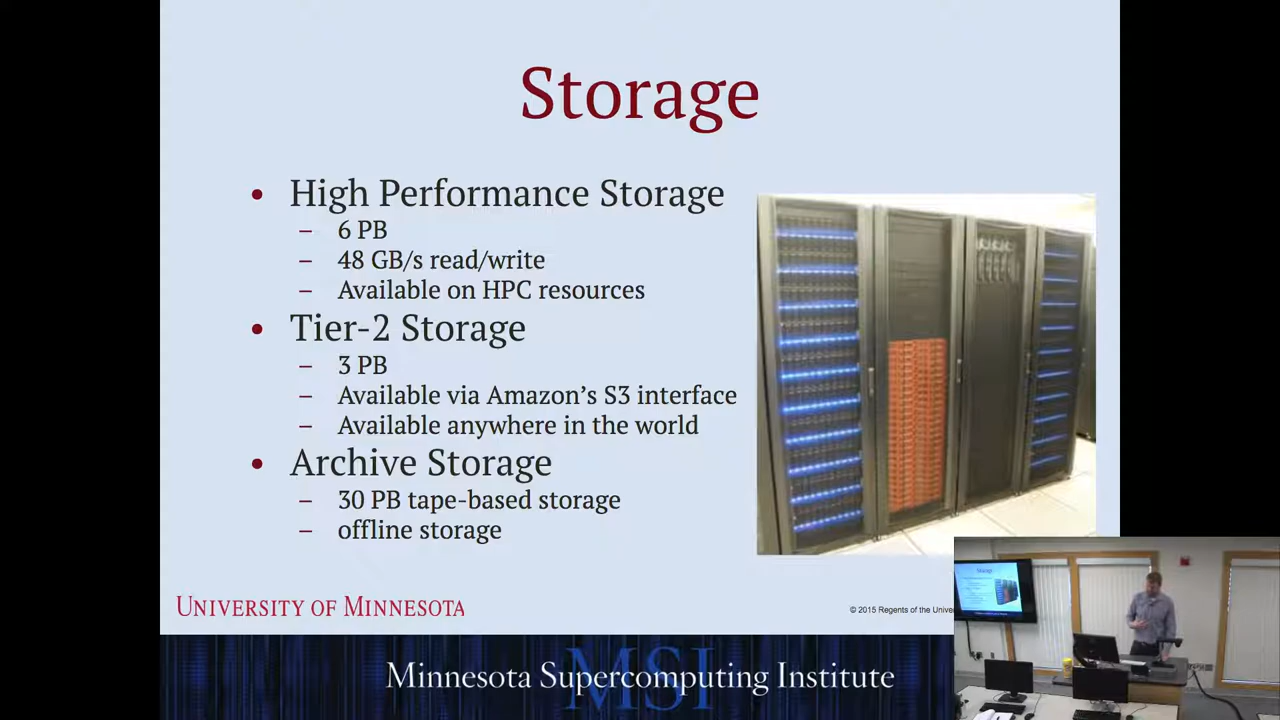 Storage
• High Performance Storage
– 6 PB
– 48 GB/s read/write
– Available on HPC resources
• Tier-2 Storage
– 3 PB
– Available via Amazon's S3 interface
– Available anywhere in the world
• Archive Storage
– 30 PB tape-based storage
– offline storage
UNIVERSITY OF MINNESOTA
© 2015 Regents of the
MSI
Minnesota Supercomputing Institute
Storage